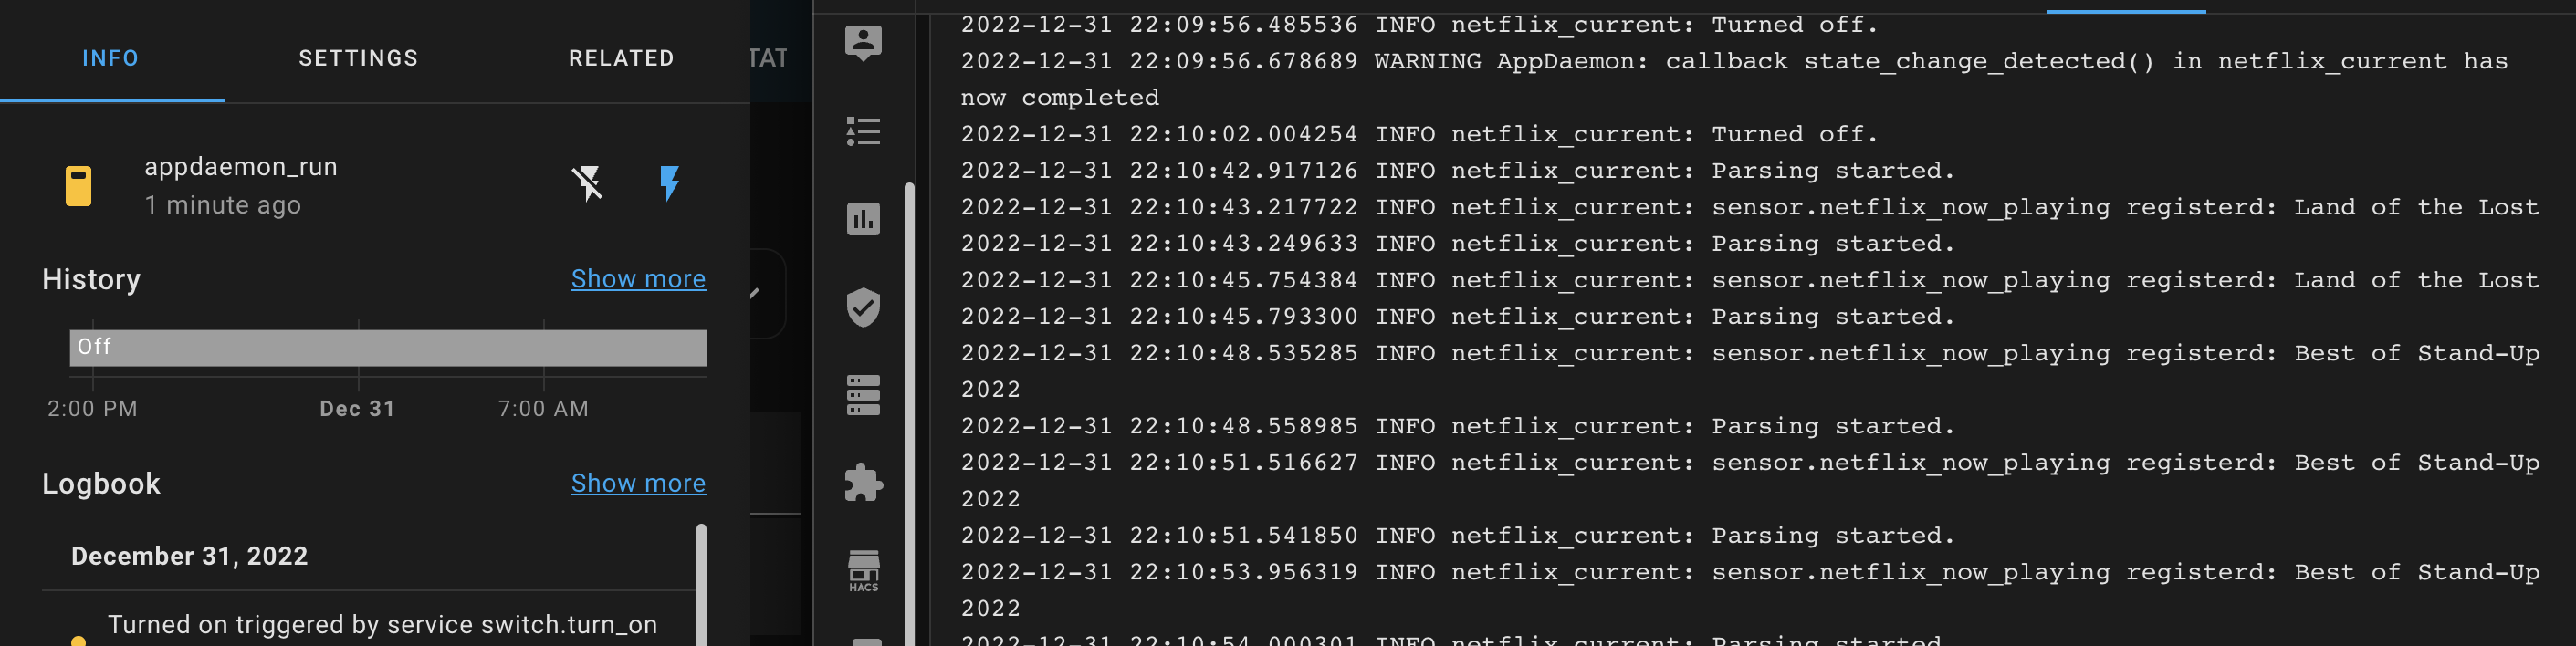 INFO
SETTINGS
RELATED
TAT
appdaemon_run
1 minute ago
History
Show more
Off
2:00 PM
Dec 31
7:00 AM
Logbook
Show more
December 31, 2022
Turned on triggered by service switch.turn_on
HACS
2022-12-31 22:09:56.485536 INFO netflix_current: Turned off.
2022-12-31 22:09:56.678689 WARNING AppDaemon: callback state_change_detected() in netflix_current has
now completed
2022-12-31 22:10:02.004254 INFO netflix_current: Turned off.
2022-12-31 22:10:42.917126 INFO netflix_current: Parsing started.
2022-12-31 22:10:43.217722 INFO netflix_current: sensor.netflix_now_playing registerd: Land of the Lost
2022-12-31 22:10:43.249633 INFO netflix_current: Parsing started.
2022-12-31 22:10:45.754384 INFO netflix_current: sensor.netflix_now_playing registerd: Land of the Lost
2022-12-31 22:10:45.793300 INFO netflix_current: Parsing started.
2022-12-31 22:10:48.535285 INFO netflix_current: sensor.netflix_now_playing registerd: Best of Stand-Up
2022
2022-12-31 22:10:48.558985 INFO netflix_current: Parsing started.
2022-12-31 22:10:51.516627 INFO netflix_current: sensor.netflix_now_playing registerd: Best of Stand-Up
2022
2022-12-31 22:10:51.541850 INFO netflix_current: Parsing started.
2022-12-31 22:10:53.956319 INFO netflix_current: sensor.netflix_now_playing registerd: Best of Stand-Up
2022
2022-12-31 22:10:54.000301 INFO netflix_current: Parsing started